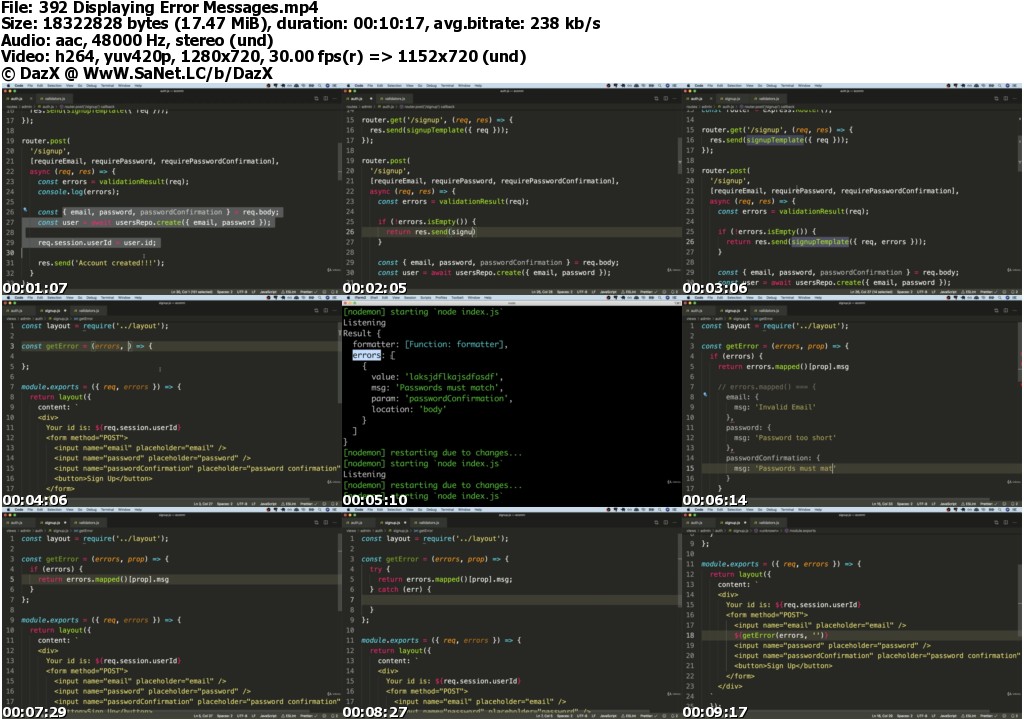 File: 392 Displaying Error Messages.mp4
Size: 18322828 bytes (17.47 MiB), duration: 00:10:17, avg.bitrate: 238 kb/s
Audio: aac, 48000 Hz, stereo (und)
Video: h264, yuv420p, 1280x720, 30.00 fps(r) => 1152x720 (und)
© DazX @ WwW.SaNet.LC/b/DazX
res.send(signupTemplate({ req }));
17 });
18
19 router.post(
20 '/signup',
21 [requireEmail, requirePassword, requirePasswordConfirmation],
22 async (req, res) => {
23 const errors = validationResult(req);
24 console.log(errors);
25
26 const { email, password, passwordConfirmation } = req.body;
27 const user = await usersRepo.create({ email, password });
28
29 req.session.userId = user.id;
30
31 res.send('Account created!!!');
32 }
00:01:07
15 router.get('/signup', (req, res) => {
16 res.send(signupTemplate({ req }));
17 });
18
19 router.post(
20 '/signup',
21 [requireEmail, requirePassword, requirePasswordConfirmation],
22 async (req, res) => {
23 const errors = validationResult(req);
24
25 if (!errors.isEmpty()) {
26 return res.send(signu)
27 }
28
29 const { email, password, passwordConfirmation } = req.body;
30 const user = await usersRepo.create({ email, password });
00:02:05
14
15 router.get('/signup', (req, res) => {
16 res.send(signupTemplate({ req }));
17 });
18
19 router.post(
20 '/signup',
21 [requireEmail, requirePassword, requirePasswordConfirmation],
22 async (req, res) => {
23 const errors = validationResult(req);
24
25 if (!errors.isEmpty()) {
26 return res.send(signupTemplate({ req, errors }));
27 }
28
29 const { email, password, passwordConfirmation } = req.body;
00:03:06
1 const layout = require('../layout');
2
3 const getError = (errors, ) => {
4
5 };
6
7 module.exports = ({ req, errors }) => {
8 return layout({
9 content: `
10 <div>
11 Your id is: ${req.session.userId}
12 <form method="POST">
13 <input name="email" placeholder="email" />
14 <input name="password" placeholder="password" />
15 <input name="passwordConfirmation" placeholder="password confirmation"
16 <button>Sign Up</button>
17 </form>
00:04:06
[nodemon] starting `node index.js`
Listening
Result {
formatter: [Function: formatter],
errors: [
{
value: 'laksjdflkajsdfasdf',
msg: 'Passwords must match',
param: 'passwordConfirmation',
location: 'body'
}
]
}
[nodemon] restarting due to changes...
[nodemon] starting `node index.js`
Listening
[nodemon] restarting due to changes...
starting `node index.js`
00:05:10
1 const layout = require('../layout');
2
3 const getError = (errors, prop) => {
4 if (errors) {
5 return errors.mapped()[prop].msg
6
7 // errors.mapped() === {
8 email: {
9 msg: 'Invalid Email'
10 },
11 password: {
12 msg: 'Password too short'
13 },
14 passwordConfirmation: {
15 msg: 'Passwords must mat'
16 }
17 }
00:06:14
1 const layout = require('../layout');
2
3 const getError = (errors, prop) => {
4 if (errors) {
5 return errors.mapped()[prop].msg
6 }
7 };
8
9 module.exports = ({ req, errors }) => {
10 return layout({
11 content: `
12 <div>
13 Your id is: ${req.session.userId}
14 <form method="POST">
15 <input name="email" placeholder="email" />
16 <input name="password" placeholder="password" />
17 <input name="passwordConfirmation" placeholder="password confirmation"
00:07:29
1 const layout = require('../layout');
2
3 const getError = (errors, prop) => {
4 try {
5 return errors.mapped()[prop].msg;
6 } catch (err) {
7
8 }
9 };
10
11 module.exports = ({ req, errors }) => {
12 return layout({
13 content: `
14 <div>
15 Your id is: ${req.session.userId}
16 <form method="POST">
17 <input name="email" placeholder="email" />
00:08:27
9 };
10
11 module.exports = ({ req, errors }) => {
12 return layout({
13 content: `
14 <div>
15 Your id is: ${req.session.userId}
16 <form method="POST">
17 <input name="email" placeholder="email" />
18 ${getError(errors, '')}
19 <input name="password" placeholder="password" />
20 <input name="passwordConfirmation" placeholder="password confirmation"
21 <button>Sign Up</button>
22 </form>
23 </div>
24 `
00:09:17